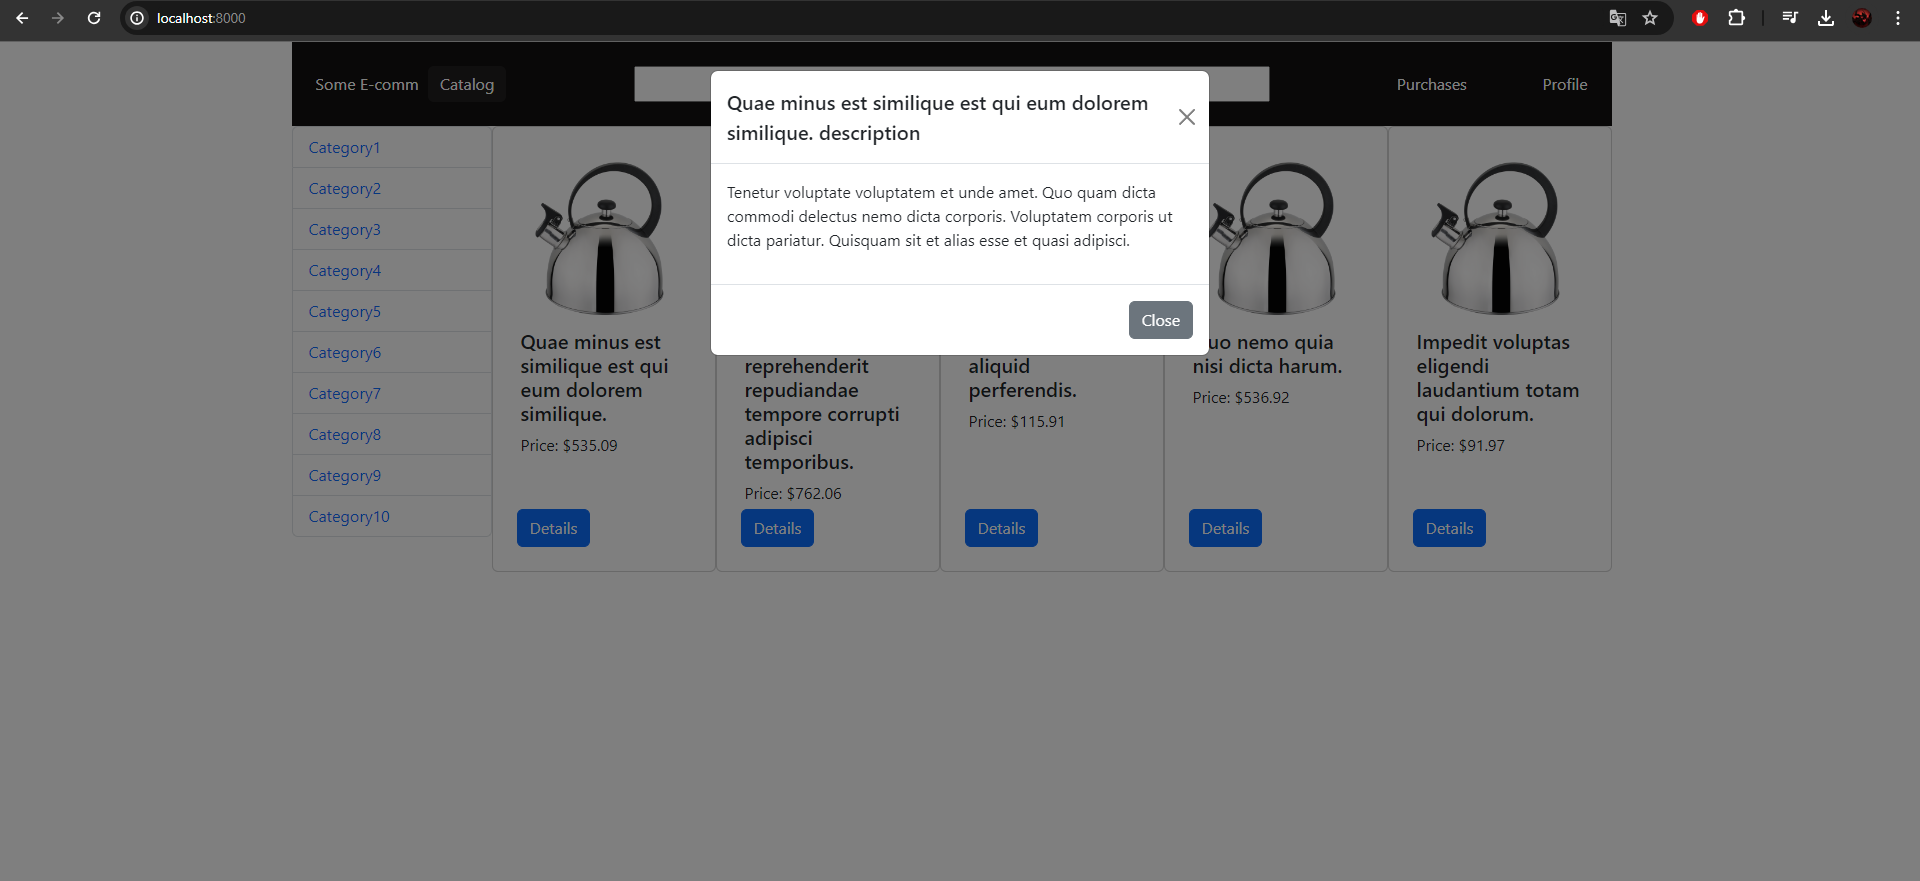 localhost:8000
Some E-comm
Catalog
Purchases
Profile
Quae minus est similique est qui eum dolorem
similique. description
Tenetur voluptate voluptatem et unde amet. Quo quam dicta
commodi delectus nemo dicta corporis. Voluptatem corporis ut
dicta pariatur. Quisquam sit et alias esse et quasi adipisci.
Close
Category1
Category2
Category3
Category4
Category5
Category6
Category7
Category8
Category9
Category10
Quae minus est
similique est qui
eum dolorem
similique.
Price: $535.09
Details
reprehenderit
repudiandae
tempore corrupti
adipisci
temporibus.
Price: $762.06
Details
aliquid
perferendis.
Price: $115.91
Details
nemo quia
nisi dicta harum.
Price: $536.92
Details
Impedit voluptas
eligendi
laudantium totam
qui dolorum.
Price: $91.97
Details